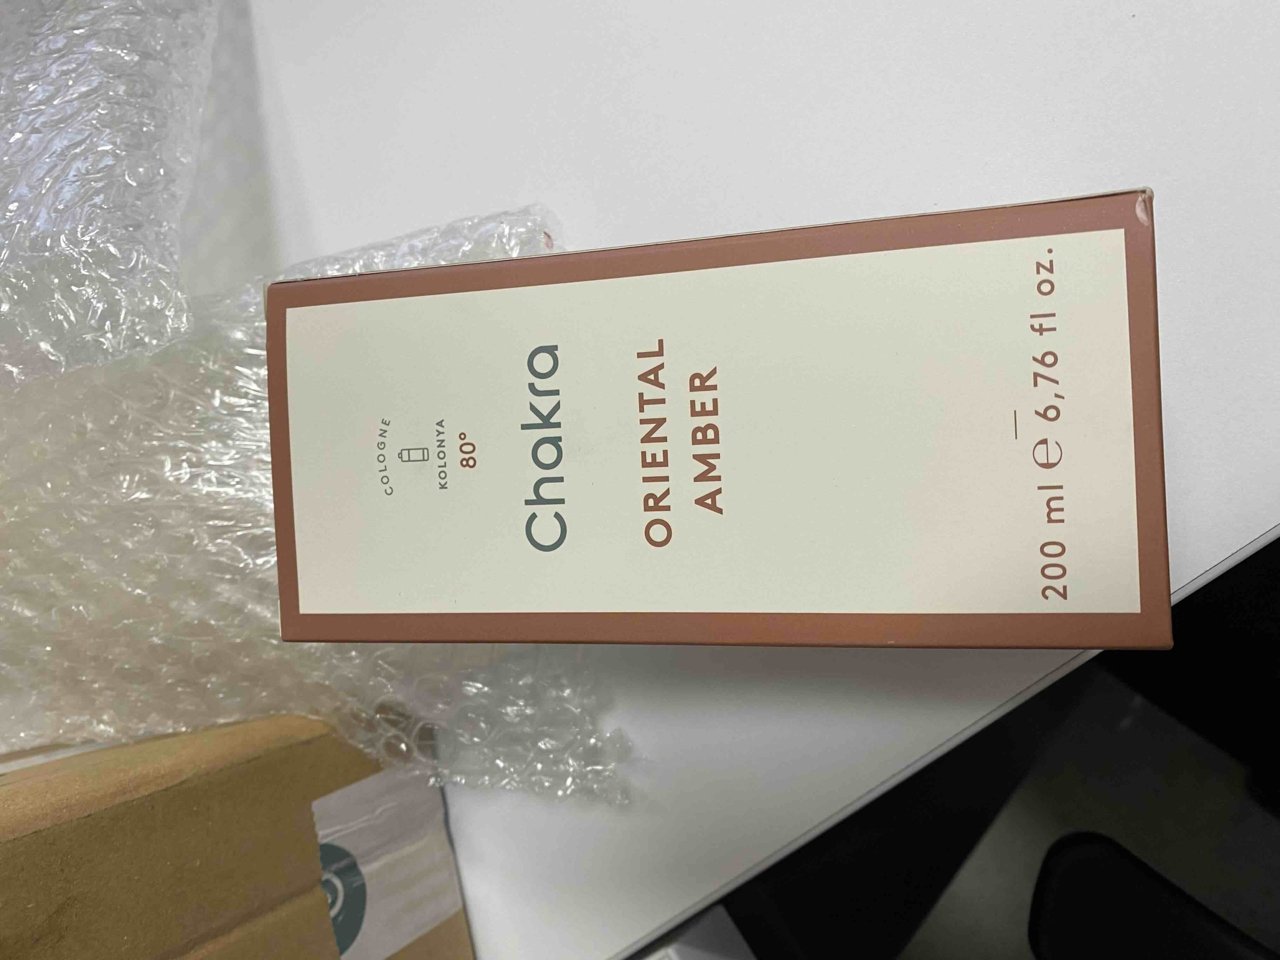 COLOGNE
KOLONYA
80°
Chakra
ORIENTAL
AMBER
200 ml ℮ 6,76 fl oz.